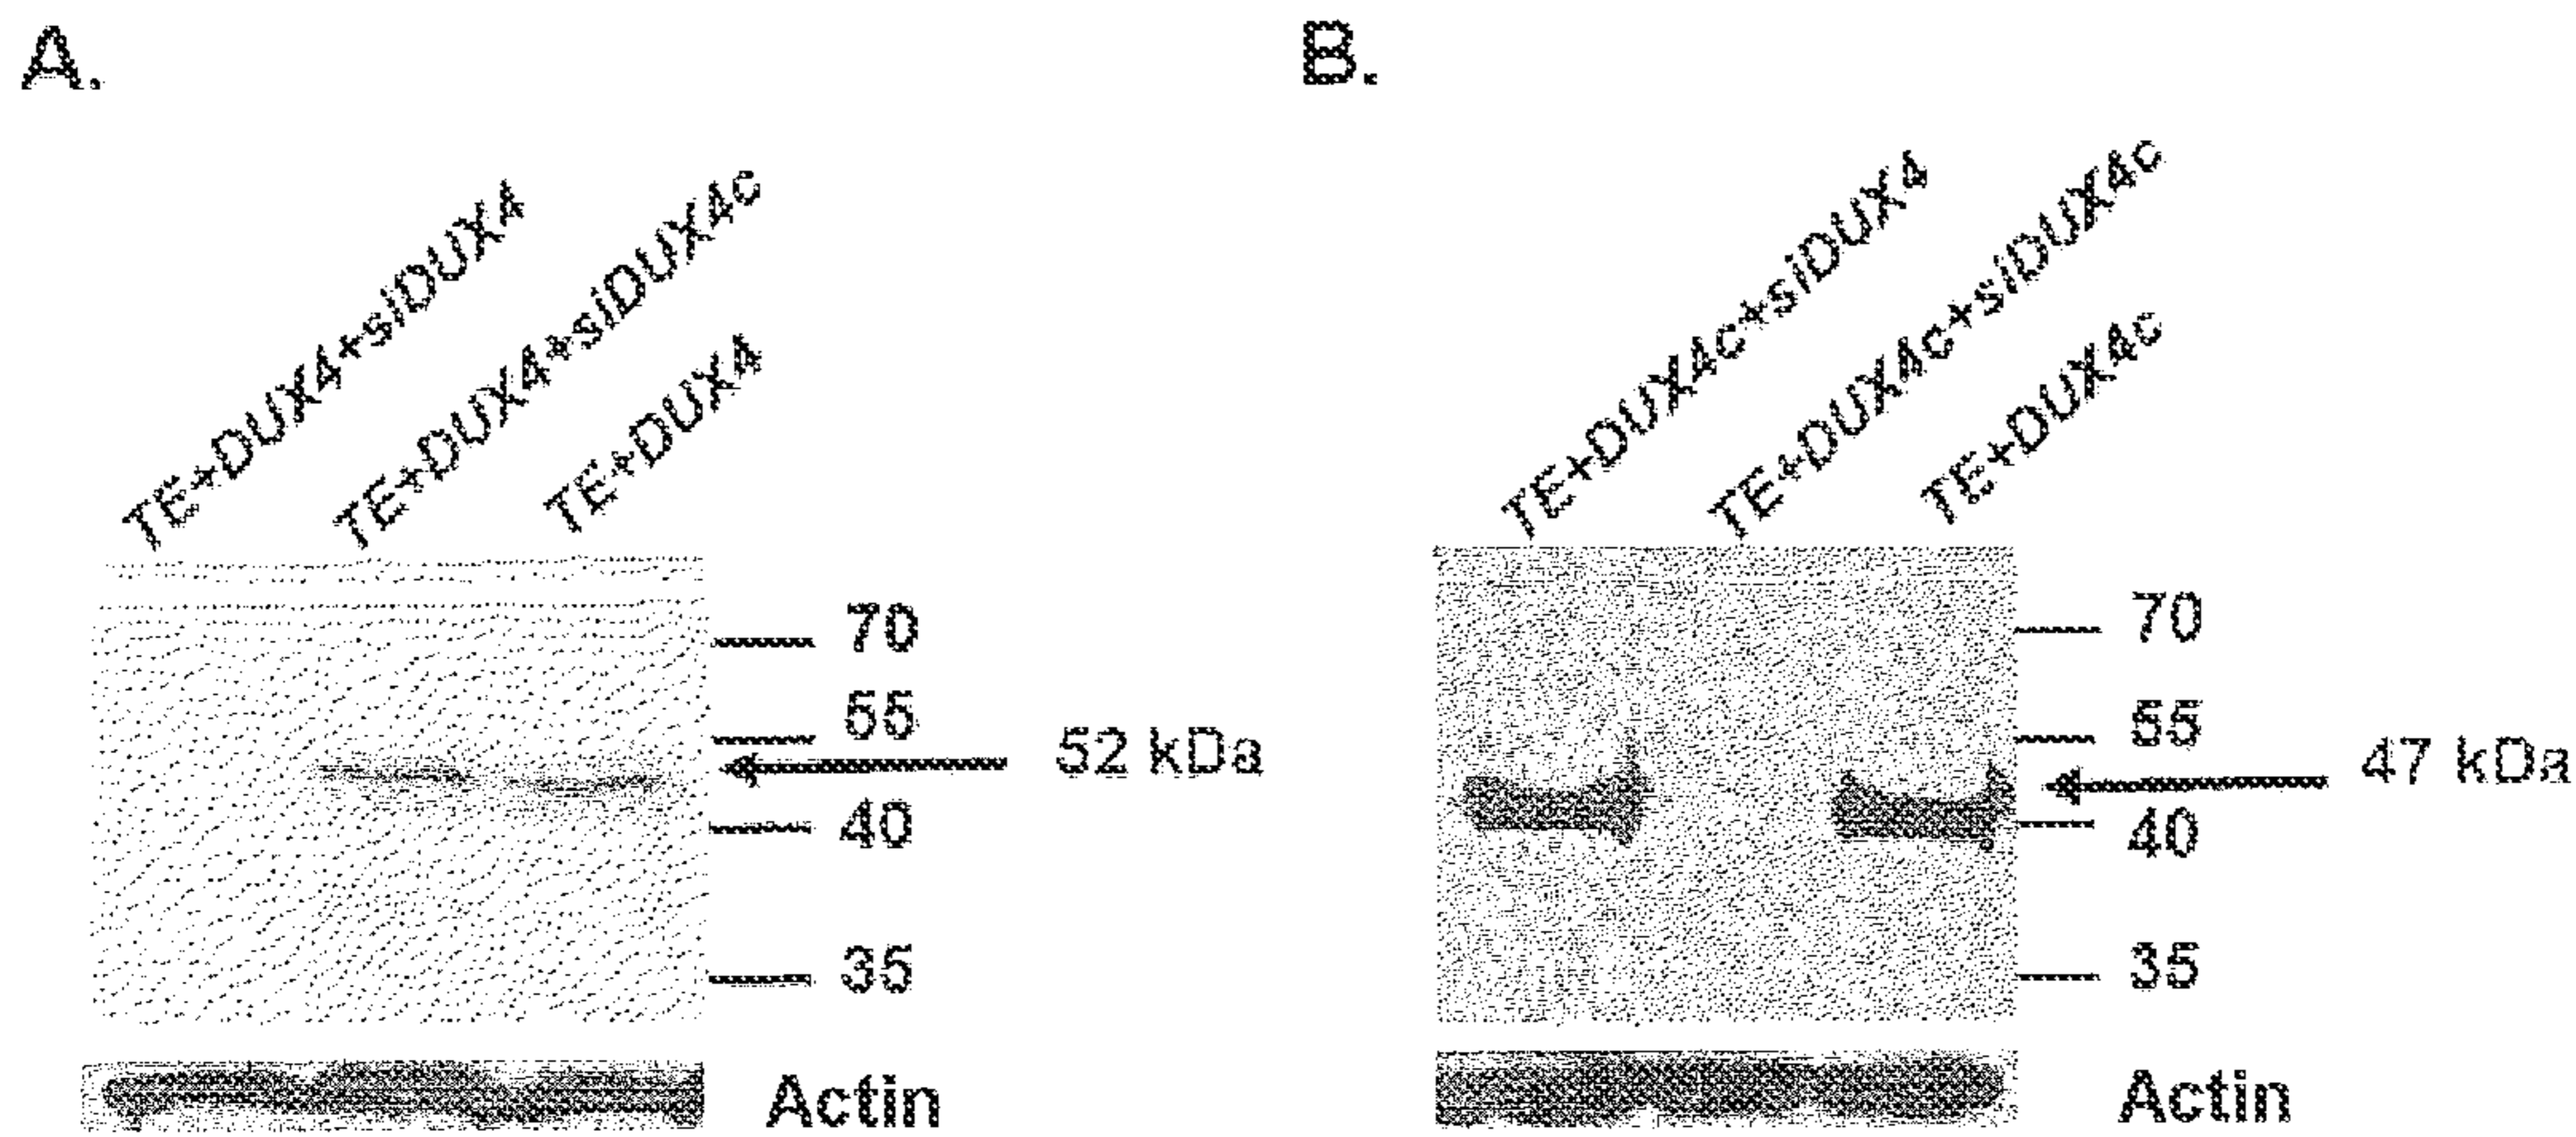 A.
TE+DUX4+siDUX4
TE+DUX4+siDUX4c
TE+DUX4
70
55
52 kDa
40
35
Actin
B.
TE+DUX4c+siDUX4
TE+DUX4c+siDUX4c
TE+DUX4c
70
55
47 kDa
40
35
Actin